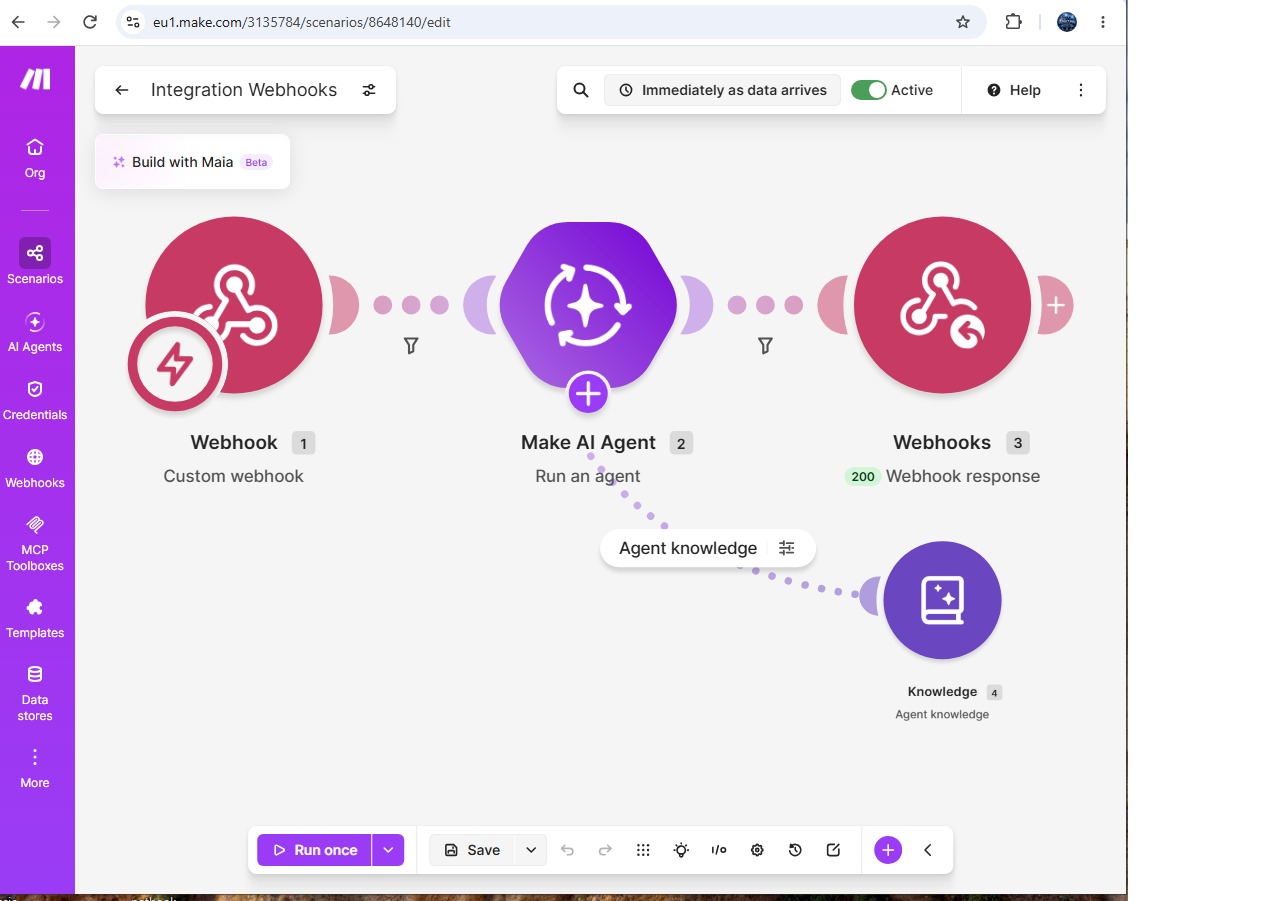 eu1.make.com/3135784/scenarios/8648140/edit
Integration Webhooks
Immediately as data arrives
Active
Help
Build with Maia Beta
Org
Scenarios
AI Agents
Credentials
Webhooks
MCP
Toolboxes
Templates
Data
stores
More
Webhook 1
Custom webhook
Make AI Agent 2
Run an agent
Webhooks 3
200 Webhook response
Agent knowledge
Knowledge 4
Agent knowledge
Run once
Save
I/O